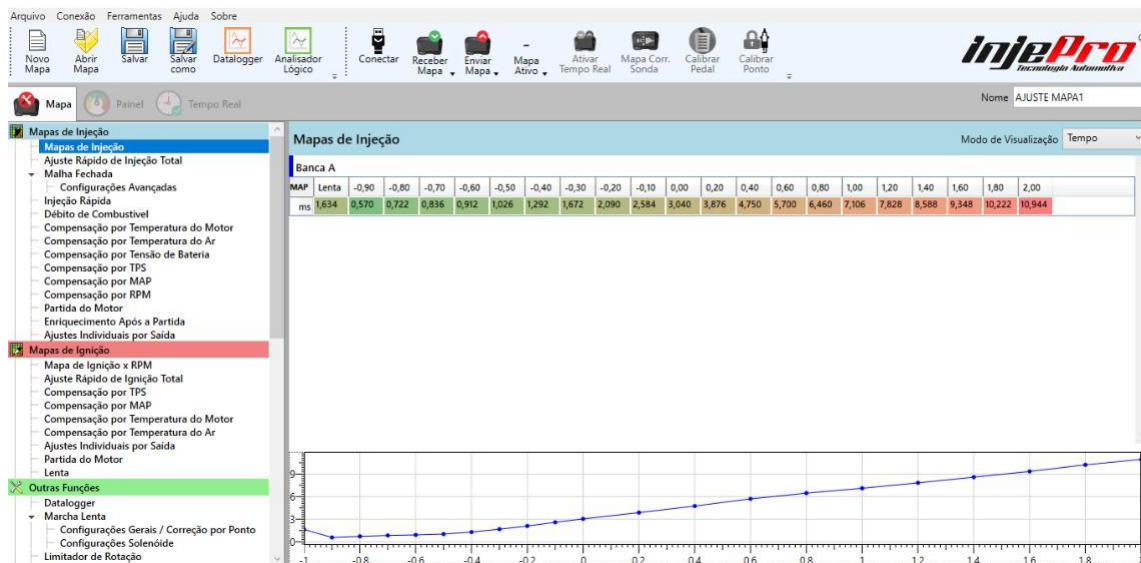 Arquivo Conexão Ferramentas Ajuda Sobre
Novo Mapa
Abrir Mapa
Salvar
Salvar como
Datalogger
Analisador Lógico
Conectar
Receber Mapa
Enviar Mapa
- Mapa Ativo
Ativar Tempo Real
Mapa Corr. Sonda
Calibrar Pedal
Calibrar Ponto
injePro
Tecnologia Automotiva
Mapa Painel Tempo Real
Nome AJUSTE MAPA1
Mapas de Injeção
Mapas de Injeção
Ajuste Rápido de Injeção Total
Malha Fechada
Configurações Avançadas
Injeção Rápida
Débito de Combustivel
Compensação por Temperatura do Motor
Compensação por Temperatura do Ar
Compensação por Tensão de Bateria
Compensação por TPS
Compensação por MAP
Compensação por RPM
Partida do Motor
Enriquecimento Após a Partida
Ajustes Individuais por Saída
Mapas de Ignição
Mapa de Ignição x RPM
Ajuste Rápido de Ignição Total
Compensação por TPS
Compensação por MAP
Compensação por Temperatura do Motor
Compensação por Temperatura do Ar
Ajustes Individuais por Saída
Partida do Motor
Lenta
Outras Funções
Datalogger
Marcha Lenta
Configurações Gerais / Correção por Ponto
Configurações Solenóide
Limitador de Rotação
Mapas de Injeção
Modo de Visualização Tempo
Banca A
MAP Lenta -0,90 -0,80 -0,70 -0,60 -0,50 -0,40 -0,30 -0,20 -0,10 0,00 0,20 0,40 0,60 0,80 1,00 1,20 1,40 1,60 1,80 2,00
ms 1,634 0,570 0,722 0,836 0,912 1,026 1,292 1,672 2,090 2,584 3,040 3,876 4,750 5,700 6,460 7,106 7,828 8,588 9,348 10,222 10,944
9
6
3
0
-1 -0,8 -0,6 -0,4 -0,2 0 0,2 0,4 0,6 0,8 1 1,2 1,4 1,6 1,8 2